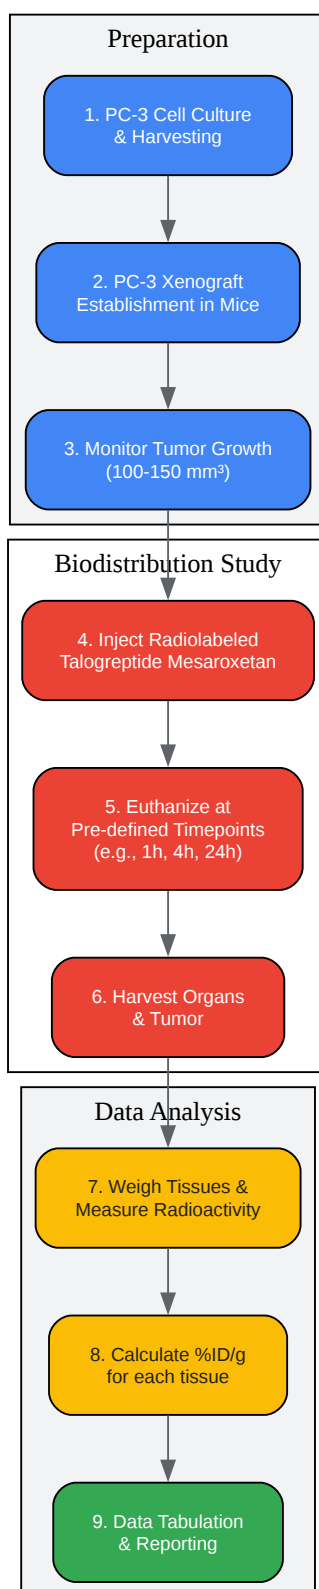 Preparation
1. PC-3 Cell Culture
& Harvesting
2. PC-3 Xenograft
Establishment in Mice
3. Monitor Tumor Growth
(100-150 mm³)
Biodistribution Study
4. Inject Radiolabeled
Talogreptide Mesaroxetan
5. Euthanize at
Pre-defined Timepoints
(e.g., 1h, 4h, 24h)
6. Harvest Organs
& Tumor
Data Analysis
7. Weigh Tissues &
Measure Radioactivity
8. Calculate %ID/g
for each tissue
9. Data Tabulation
& Reporting